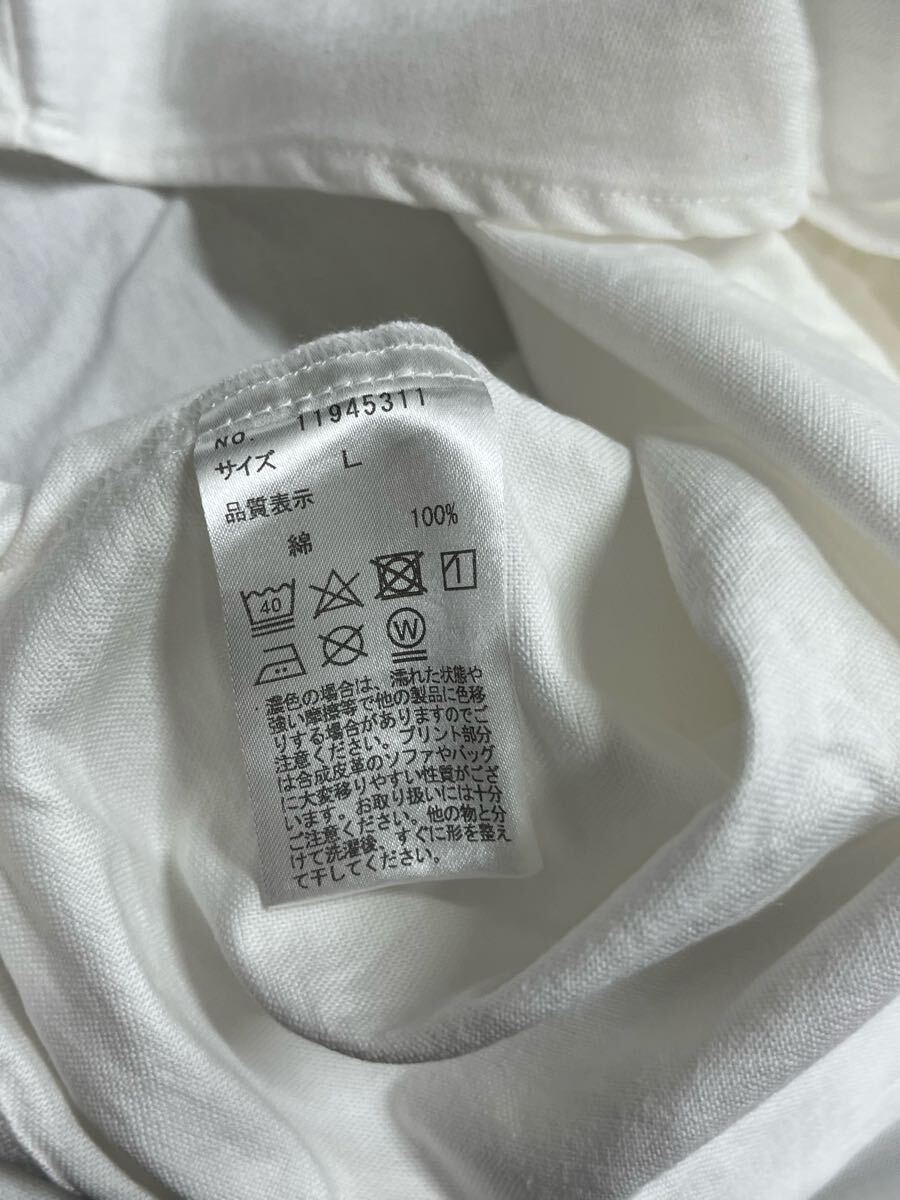 NO. 11945311
サイズ L
品質表示
綿 100%
40
W
濃色の場合は、濡れた状態や
強い摩擦等で他の製品に色移
りする場合がありますのでご
注意ください。プリント部分
は合成皮革のソファやバッグ
に大変移りやすい性質がござ
います。お取り扱いには十分
ご注意ください。他の物と分
けて洗濯後、すぐに形を整え
て干してください。